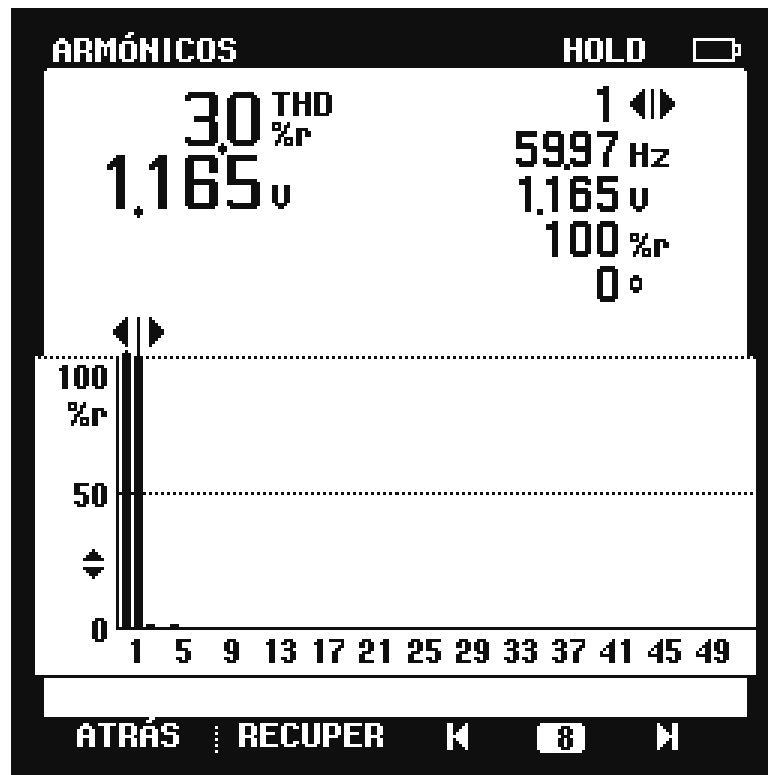 ARMÓNICOS HOLD
3.0 THD %r
1.165 V
1
59.97 Hz
1.165 V
100 %r
0 °
100
%r
50
0
1 5 9 13 17 21 25 29 33 37 41 45 49
ATRÁS RECUPER 8